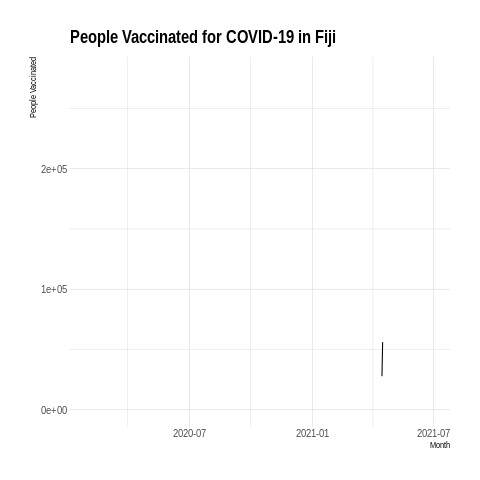 People Vaccinated for COVID-19 in Fiji
People Vaccinated
2e+05
1e+05
0e+00
2020-07
2021-01
2021-07
Month